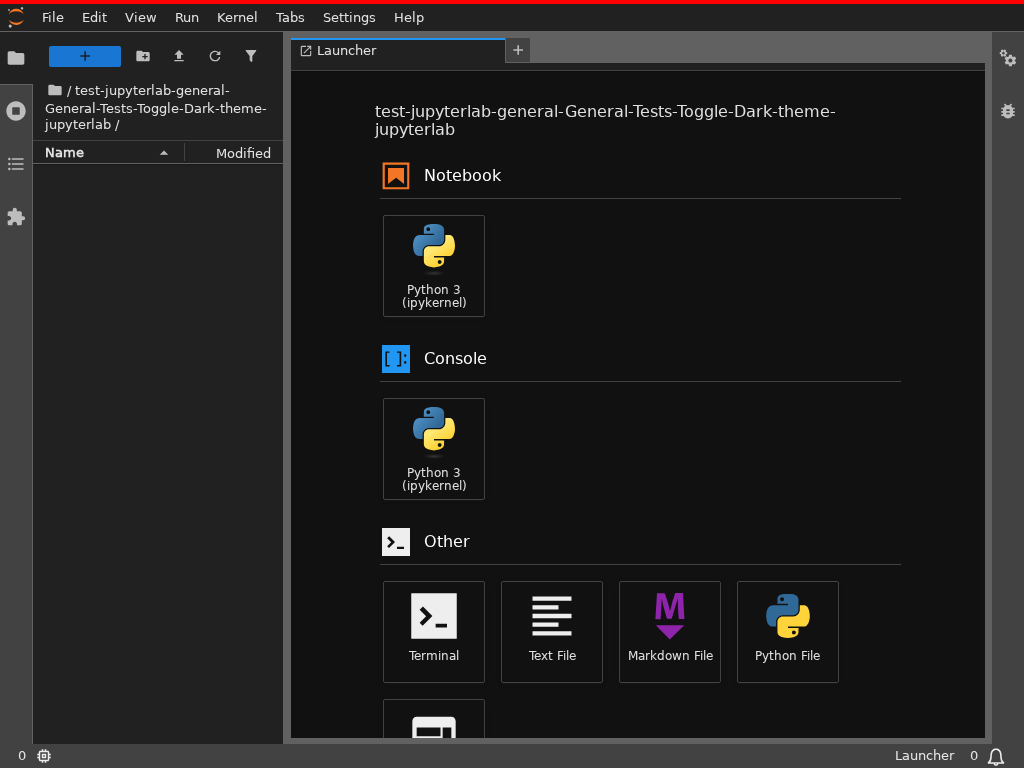 File Edit View Run Kernel Tabs Settings Help
/ test-jupyterlab-general-
General-Tests-Toggle-Dark-theme-
jupyterlab /
Name Modified
Launcher
test-jupyterlab-general-General-Tests-Toggle-Dark-theme-
jupyterlab
Notebook
Python 3
(ipykernel)
Console
Python 3
(ipykernel)
Other
Terminal Text File Markdown File Python File
0 Launcher 0